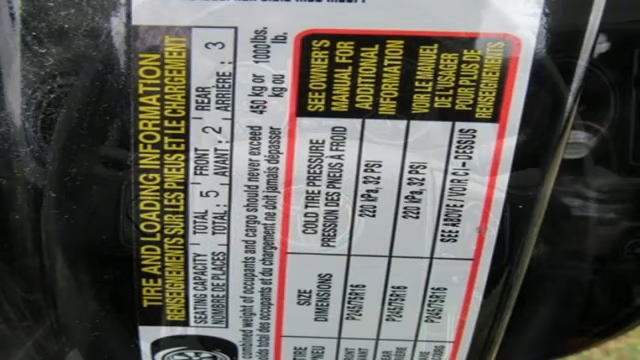 TIRE AND LOADING INFORMATION
RENSEIGNEMENTS SUR LES PNEUS ET LE CHARGEMENT
SEATING CAPACITY TOTAL 5 FRONT 2 REAR 3
NOMBRE DE PLACES TOTAL: AVANT: ARRIÈRE:
combined weight of occupants and cargo should never exceed 450 kg or 1000 lbs.
total des occupants et du chargement ne doit jamais dépasser kg ou lb.
SIZE
DIMENSIONS
COLD TIRE PRESSURE
PRESSION DES PNEUS À FROID
SEE OWNER'S
MANUAL FOR
ADDITIONAL
INFORMATION
VOIR LE MANUEL
DE L'USAGER
POUR PLUS DE
RENSEIGNEMENTS
P245/75R16 220 kPa, 32 PSI
P245/75R16 220 kPa, 32 PSI
P245/75R16 SEE ABOVE / VOIR CI-DESSUS